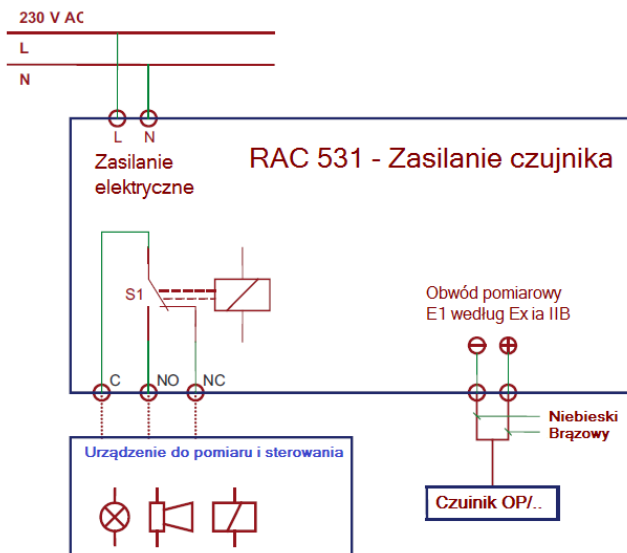 230 V AC
L
N
L N
Zasilanie
elektryczne
RAC 531 - Zasilanie czujnika
S1
Obwód pomiarowy
E1 według Ex ia IIB
C NO NC
Niebieski
Brązowy
Urządzenie do pomiaru i sterowania
Czuinik OP/..